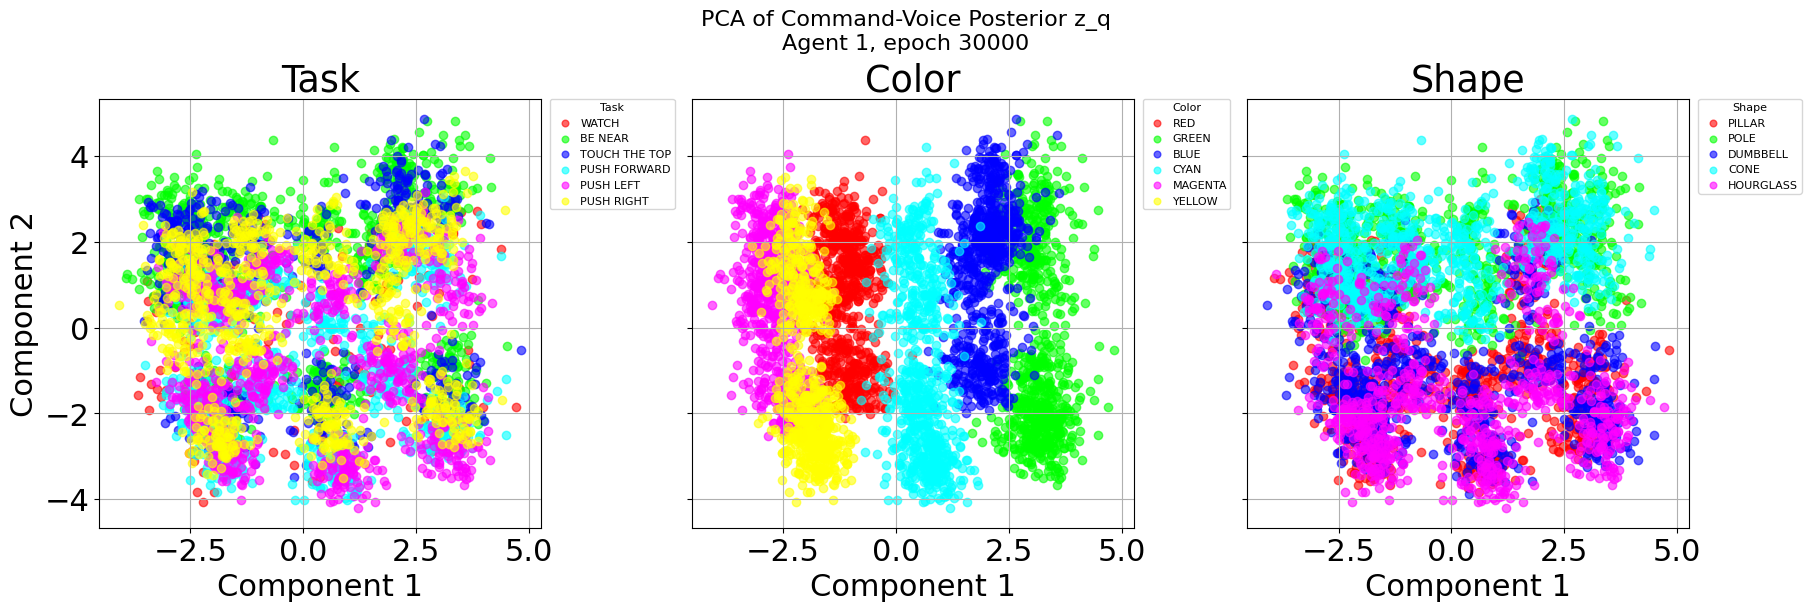 PCA of Command-Voice Posterior z_q
Agent 1, epoch 30000
Task
Component 2
4
2
0
−2
−4
−2.5 0.0 2.5 5.0
Component 1
Task
WATCH
BE NEAR
TOUCH THE TOP
PUSH FORWARD
PUSH LEFT
PUSH RIGHT
Color
−2.5 0.0 2.5 5.0
Component 1
Color
RED
GREEN
BLUE
CYAN
MAGENTA
YELLOW
Shape
−2.5 0.0 2.5 5.0
Component 1
Shape
PILLAR
POLE
DUMBBELL
CONE
HOURGLASS